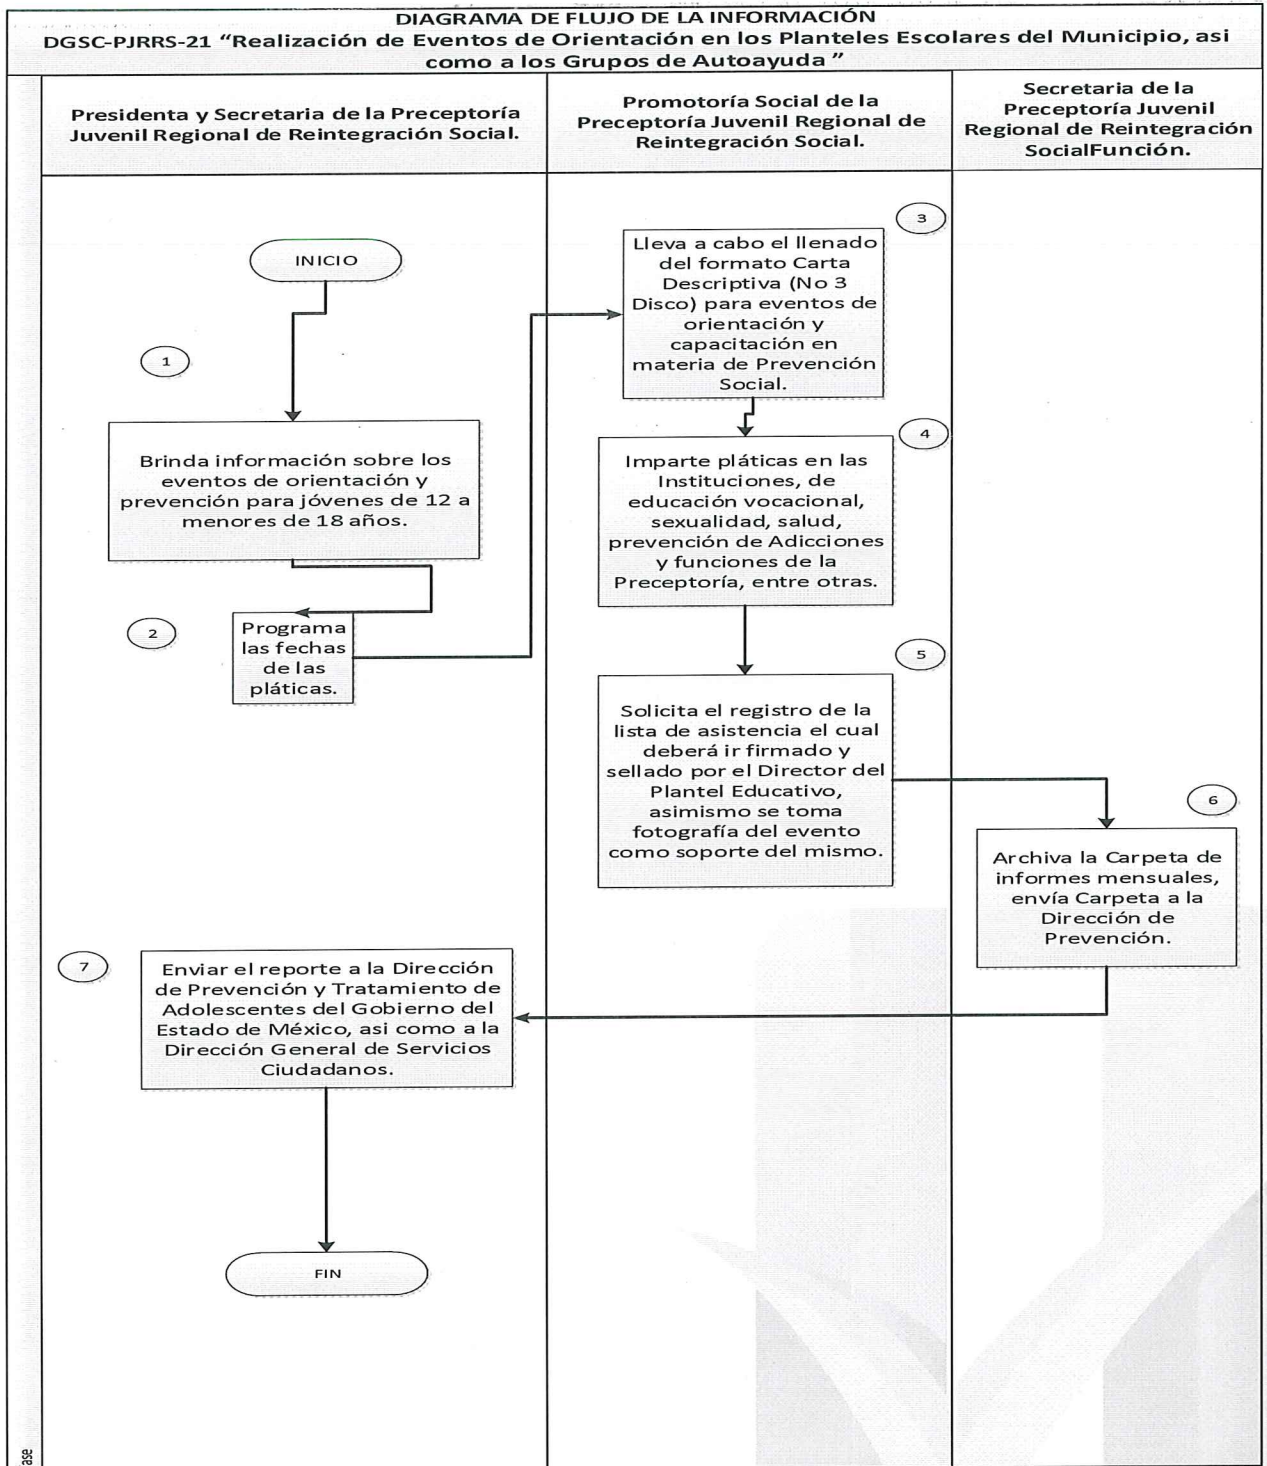 DIAGRAMA DE FLUJO DE LA INFORMACIÓN
DGSC-PJRRS-21 “Realización de Eventos de Orientación en los Planteles Escolares del Municipio, asi
como a los Grupos de Autoayuda ”
Presidenta y Secretaria de la Preceptoría
Juvenil Regional de Reintegración Social.
Promotoría Social de la
Preceptoría Juvenil Regional de
Reintegración Social.
Secretaria de la
Preceptoría Juvenil
Regional de Reintegración
SocialFunción.
INICIO
1
Brinda información sobre los
eventos de orientación y
prevención para jóvenes de 12 a
menores de 18 años.
2
Programa
las fechas
de las
pláticas.
3
Lleva a cabo el llenado
del formato Carta
Descriptiva (No 3
Disco) para eventos de
orientación y
capacitación en
materia de Prevención
Social.
4
Imparte pláticas en las
Instituciones, de
educación vocacional,
sexualidad, salud,
prevención de Adicciones
y funciones de la
Preceptoría, entre otras.
5
Solicita el registro de la
lista de asistencia el cual
deberá ir firmado y
sellado por el Director del
Plantel Educativo,
asimismo se toma
fotografía del evento
como soporte del mismo.
6
Archiva la Carpeta de
informes mensuales,
envía Carpeta a la
Dirección de
Prevención.
7
Enviar el reporte a la Dirección
de Prevención y Tratamiento de
Adolescentes del Gobierno del
Estado de México, asi como a la
Dirección General de Servicios
Ciudadanos.
FIN
ase